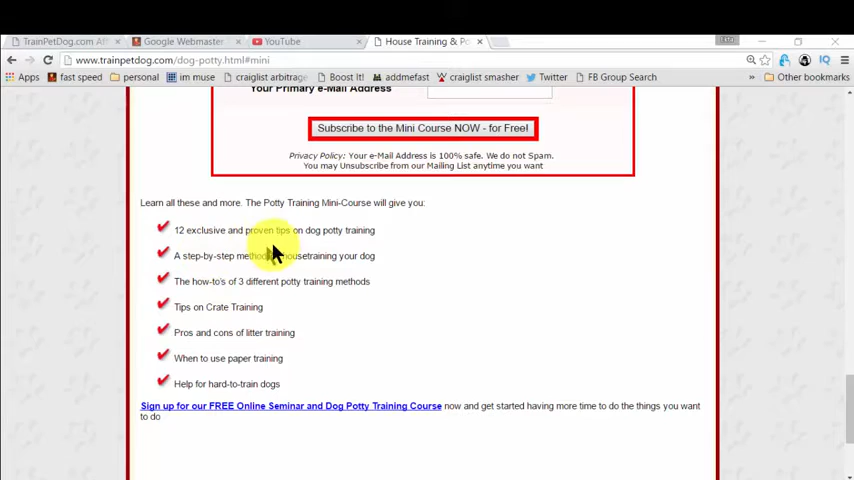 TrainPetDog.com Aff
Google Webmaster
YouTube
House Training & Po
www.trainpetdog.com/dog-potty.html#mini
Apps fast speed personal im muse craiglist arbitrage Boost It! addmefast craiglist smasher Twitter FB Group Search » Other bookmarks
Your Primary e-Mail Address
Subscribe to the Mini Course NOW - for Free!
Privacy Policy: Your e-Mail Address is 100% safe. We do not Spam.
You may Unsubscribe from our Mailing List anytime you want
Learn all these and more. The Potty Training Mini-Course will give you:
12 exclusive and proven tips on dog potty training
A step-by-step method housetraining your dog
The how-to's of 3 different potty training methods
Tips on Crate Training
Pros and cons of litter training
When to use paper training
Help for hard-to-train dogs
Sign up for our FREE Online Seminar and Dog Potty Training Course now and get started having more time to do the things you want
to do